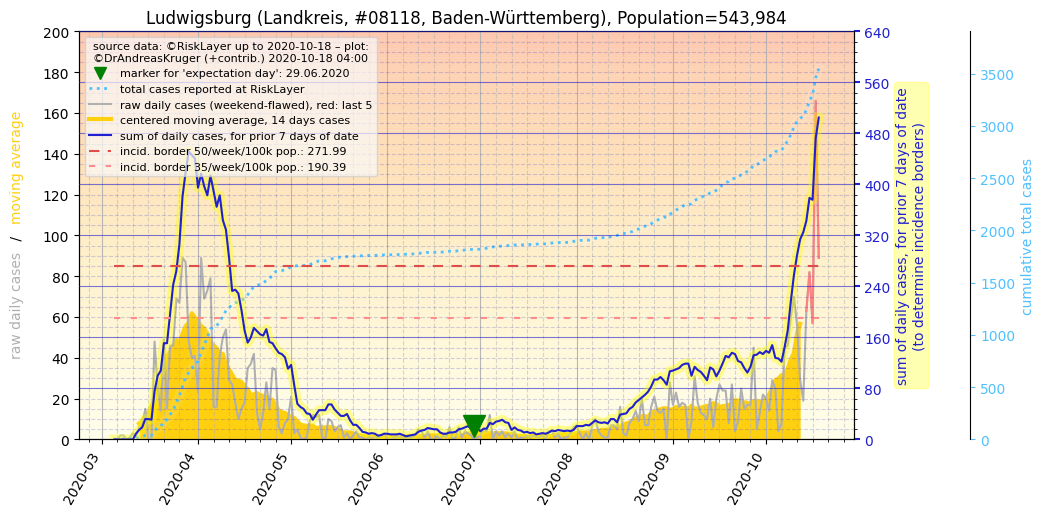 Ludwigsburg (Landkreis, #08118, Baden-Württemberg), Population=543,984
source data: ©RiskLayer up to 2020-10-18 – plot:
©DrAndreasKruger (+contrib.) 2020-10-18 04:00
marker for 'expectation day': 29.06.2020
total cases reported at RiskLayer
raw daily cases (weekend-flawed), red: last 5
centered moving average, 14 days cases
sum of daily cases, for prior 7 days of date
incid. border 50/week/100k pop.: 271.99
incid. border 35/week/100k pop.: 190.39
raw daily cases / moving average
200
180
160
140
120
100
80
60
40
20
0
2020-03
2020-04
2020-05
2020-06
2020-07
2020-08
2020-09
2020-10
640
560
480
400
320
240
160
80
0
sum of daily cases, for prior 7 days of date
(to determine incidence borders)
3500
3000
2500
2000
1500
1000
500
0
cumulative total cases